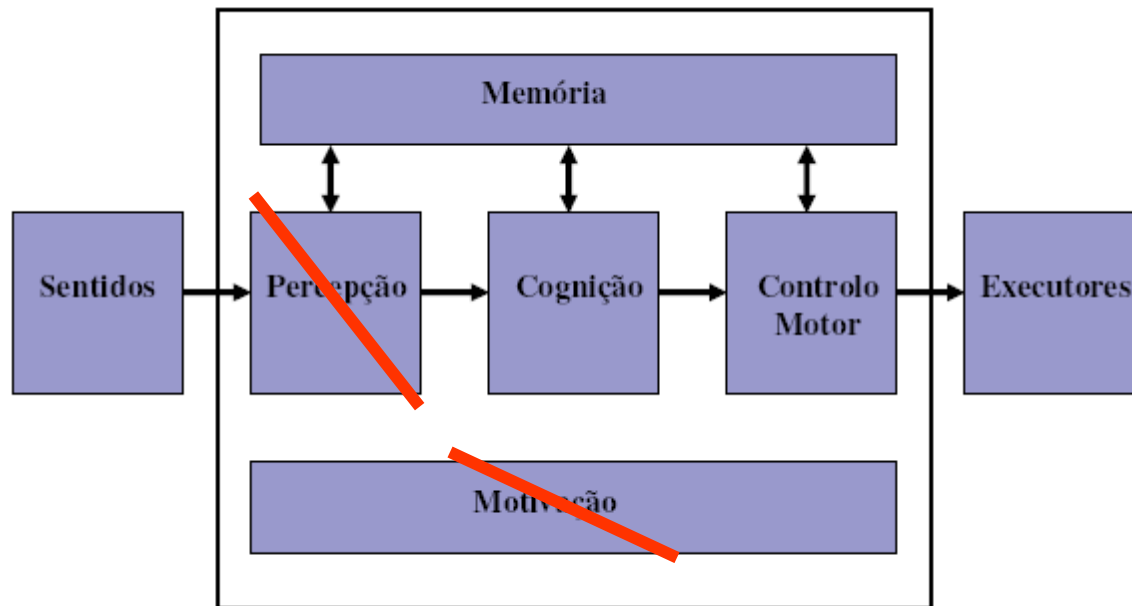 Memória
Sentidos
Percepção
Cognição
Controlo
Motor
Executores
Motivação